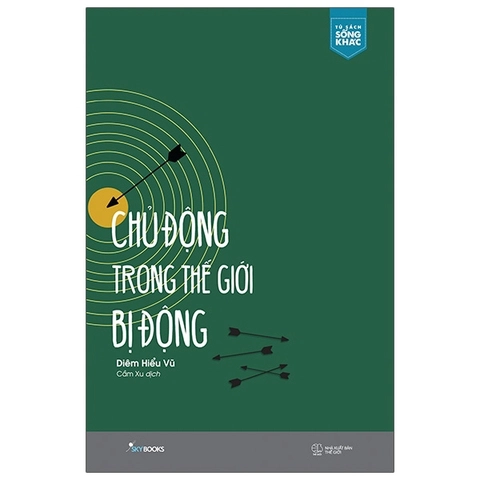 TỦ SÁCH
SỐNG
KHÁC
CHỦ ĐỘNG
TRONG THẾ GIỚI
BỊ ĐỘNG
Diêm Hiểu Vũ
Cẩm Xu dịch
SKYBOOKS
NHÀ XUẤT BẢN
THẾ GIỚI